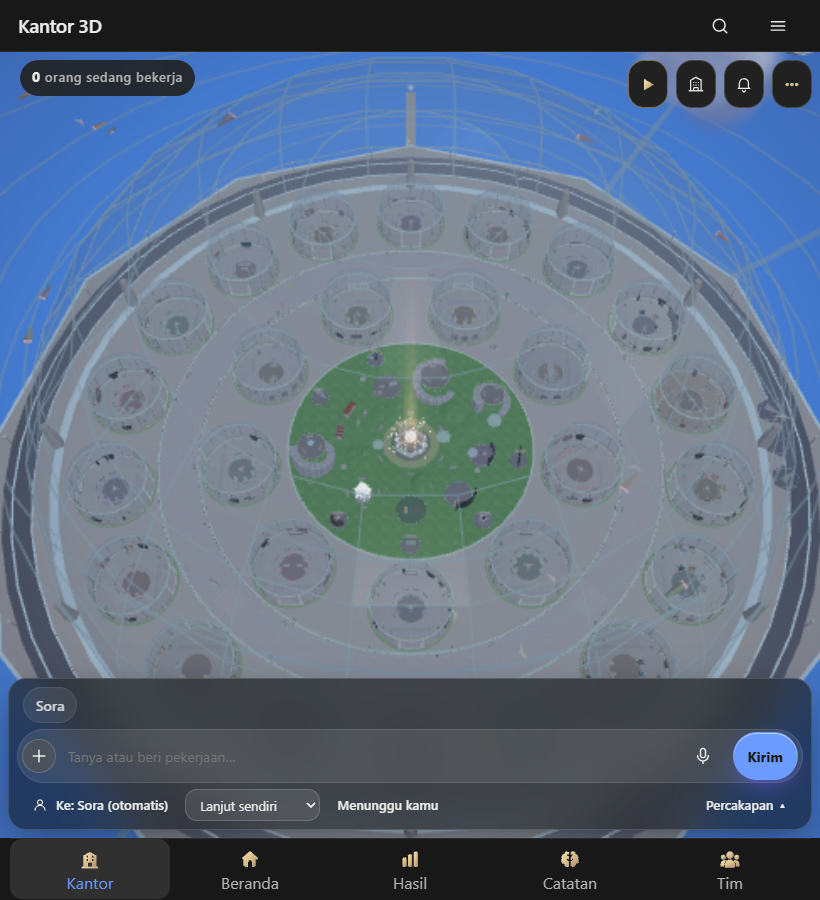 Kantor 3D
0 orang sedang bekerja
Sora
Tanya atau beri pekerjaan...
Kirim
Ke: Sora (otomatis)
Lanjut sendiri
Menunggu kamu
Percakapan
Kantor
Beranda
Hasil
Catatan
Tim